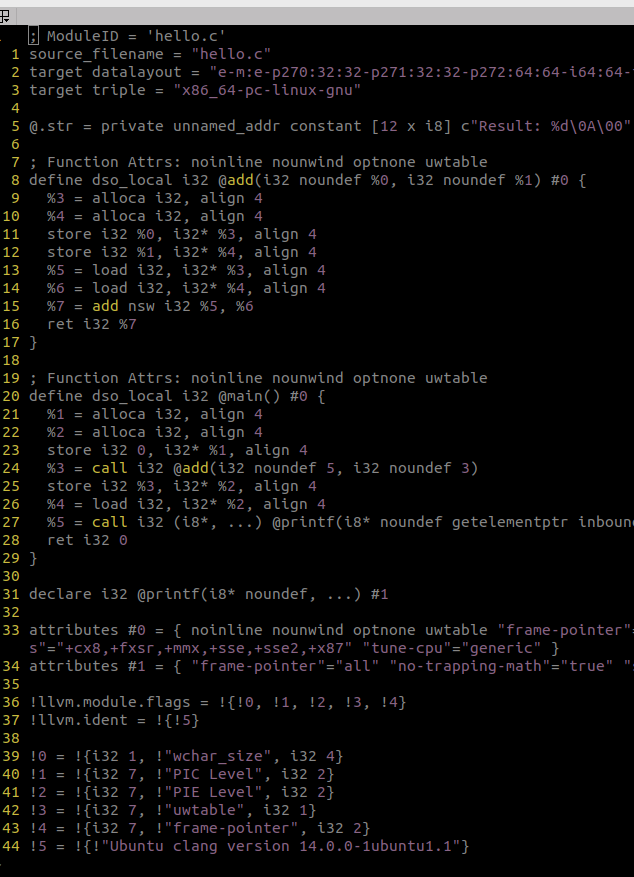 ; ModuleID = 'hello.c'
1 source_filename = "hello.c"
2 target datalayout = "e-m:e-p270:32:32-p271:32:32-p272:64:64-i64:64-
3 target triple = "x86_64-pc-linux-gnu"
4
5 @.str = private unnamed_addr constant [12 x i8] c"Result: %d\0A\00"
6
7 ; Function Attrs: noinline nounwind optnone uwtable
8 define dso_local i32 @add(i32 noundef %0, i32 noundef %1) #0 {
9   %3 = alloca i32, align 4
10   %4 = alloca i32, align 4
11   store i32 %0, i32* %3, align 4
12   store i32 %1, i32* %4, align 4
13   %5 = load i32, i32* %3, align 4
14   %6 = load i32, i32* %4, align 4
15   %7 = add nsw i32 %5, %6
16   ret i32 %7
17 }
18
19 ; Function Attrs: noinline nounwind optnone uwtable
20 define dso_local i32 @main() #0 {
21   %1 = alloca i32, align 4
22   %2 = alloca i32, align 4
23   store i32 0, i32* %1, align 4
24   %3 = call i32 @add(i32 noundef 5, i32 noundef 3)
25   store i32 %3, i32* %2, align 4
26   %4 = load i32, i32* %2, align 4
27   %5 = call i32 (i8*, ...) @printf(i8* noundef getelementptr inboun
28   ret i32 0
29 }
30
31 declare i32 @printf(i8* noundef, ...) #1
32
33 attributes #0 = { noinline nounwind optnone uwtable "frame-pointer"=
s"="+cx8,+fxsr,+mmx,+sse,+sse2,+x87" "tune-cpu"="generic" }
34 attributes #1 = { "frame-pointer"="all" "no-trapping-math"="true" "
35
36 !llvm.module.flags = !{!0, !1, !2, !3, !4}
37 !llvm.ident = !{!5}
38
39 !0 = !{i32 1, !"wchar_size", i32 4}
40 !1 = !{i32 7, !"PIC Level", i32 2}
41 !2 = !{i32 7, !"PIE Level", i32 2}
42 !3 = !{i32 7, !"uwtable", i32 1}
43 !4 = !{i32 7, !"frame-pointer", i32 2}
44 !5 = !{!"Ubuntu clang version 14.0.0-1ubuntu1.1"}